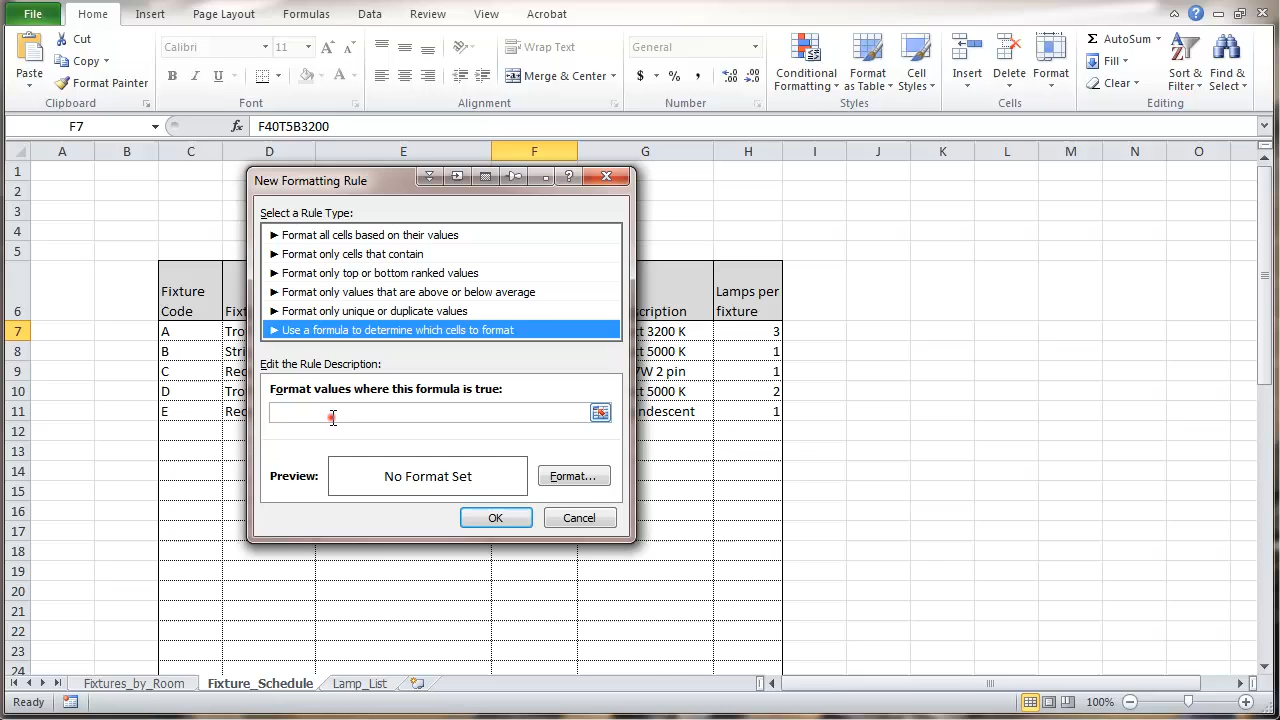 File Home Insert Page Layout Formulas Data Review View Acrobat
Cut
Copy
Format Painter
Paste
Calibri 11
B I U A
Wrap Text
Merge & Center
General
$ % ,
Conditional Formatting
Format as Table
Cell Styles
Insert Delete Format
AutoSum
Fill
Clear
Sort & Filter
Find & Select
Clipboard Font Alignment Number Styles Cells Editing
F7 fx F40T5B3200
A B C D E F G H I J K L M N O
1
2
3
4
5
6 Fixture Code Fixt scription Lamps per fixture
7 A Tro t 3200 K 3
8 B Stri t 5000 K 1
9 C Rec 7W 2 pin 1
10 D Tro t 5000 K 2
11 E Rec ndescent 1
12
13
14
15
16
17
18
19
20
21
22
23
24
New Formatting Rule
Select a Rule Type:
► Format all cells based on their values
► Format only cells that contain
► Format only top or bottom ranked values
► Format only values that are above or below average
► Format only unique or duplicate values
► Use a formula to determine which cells to format
Edit the Rule Description:
Format values where this formula is true:
Preview: No Format Set Format...
OK Cancel
Fixtures_by_Room Fixture_Schedule Lamp_List
Ready 100%